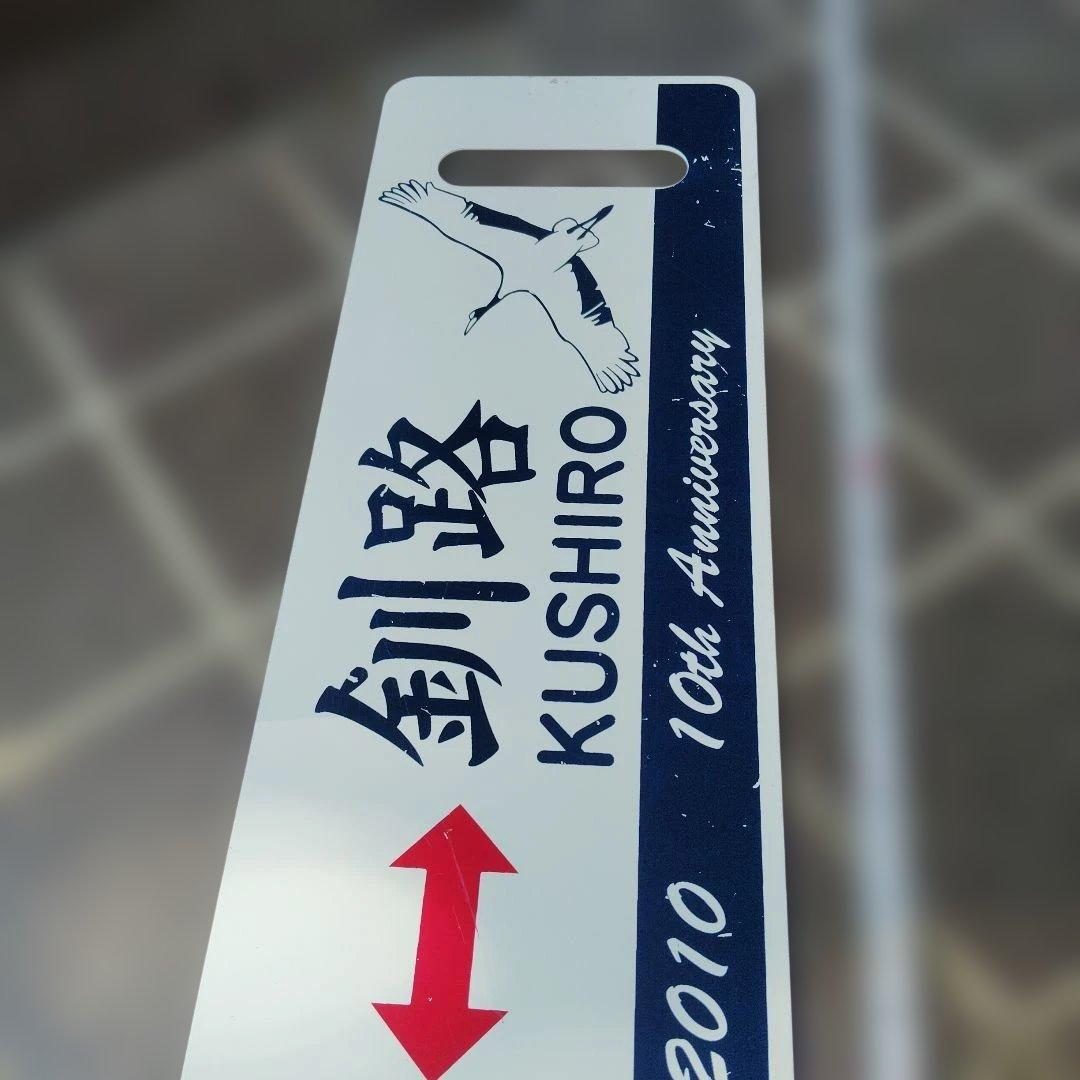 釧路
KUSHIRO
2010 10th Anniversary